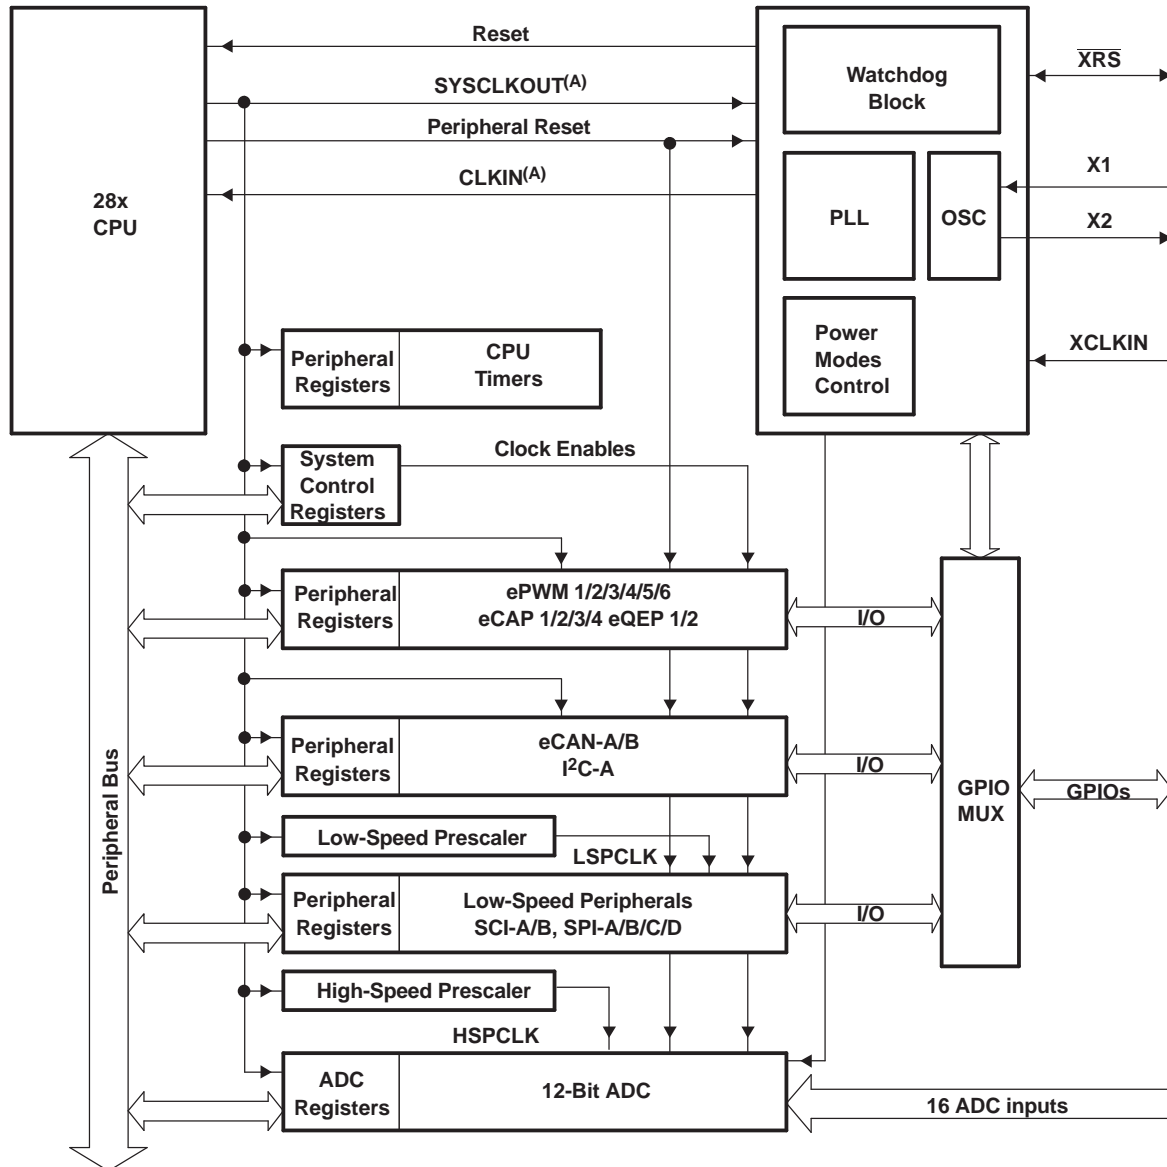 Reset
Watchdog
Block
XRS
SYSCLKOUT(A)
Peripheral Reset
28x
CPU
CLKIN(A)
PLL
OSC
X1
X2
Peripheral
Registers
CPU
Timers
Power
Modes
Control
XCLKIN
System
Control
Registers
Clock Enables
Peripheral
Registers
ePWM 1/2/3/4/5/6
eCAP 1/2/3/4 eQEP 1/2
I/O
Peripheral Bus
Peripheral
Registers
eCAN-A/B
I²C-A
I/O
GPIO
MUX
GPIOs
Low-Speed Prescaler
LSPCLK
Peripheral
Registers
Low-Speed Peripherals
SCI-A/B, SPI-A/B/C/D
I/O
High-Speed Prescaler
HSPCLK
ADC
Registers
12-Bit ADC
16 ADC inputs